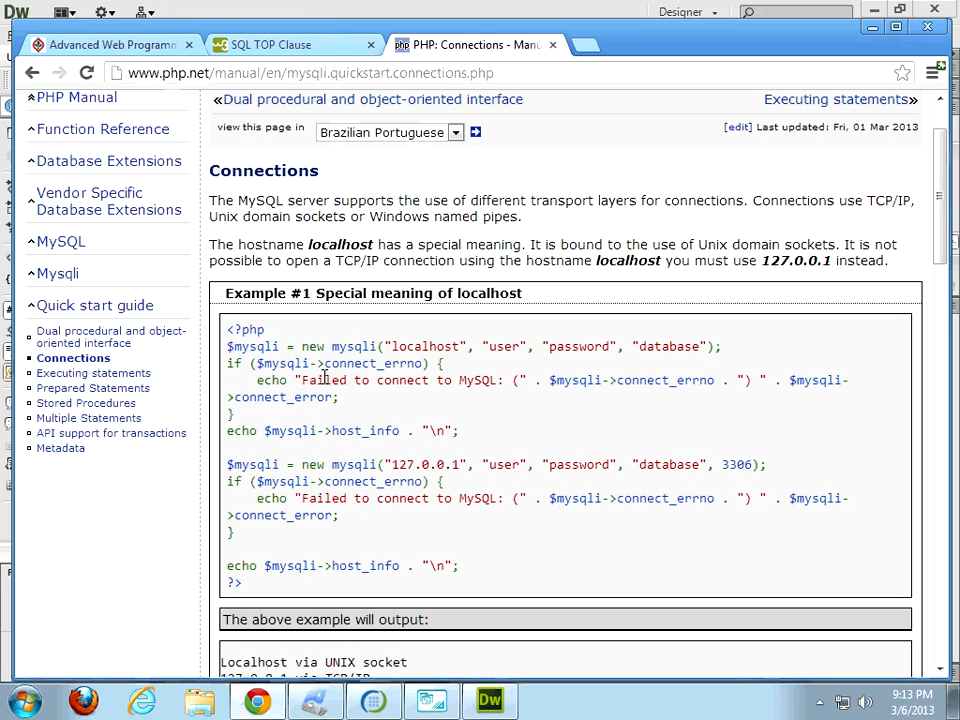 Dw
Designer
Advanced Web Programm
SQL TOP Clause
php PHP: Connections - Manu
www.php.net/manual/en/mysqli.quickstart.connections.php
PHP Manual
Function Reference
Database Extensions
Vendor Specific
Database Extensions
MySQL
Mysqli
Quick start guide
Dual procedural and object-
oriented interface
Connections
Executing statements
Prepared Statements
Stored Procedures
Multiple Statements
API support for transactions
Metadata
«Dual procedural and object-oriented interface
Executing statements»
view this page in Brazilian Portuguese
[edit] Last updated: Fri, 01 Mar 2013
Connections
The MySQL server supports the use of different transport layers for connections. Connections use TCP/IP,
Unix domain sockets or Windows named pipes.
The hostname localhost has a special meaning. It is bound to the use of Unix domain sockets. It is not
possible to open a TCP/IP connection using the hostname localhost you must use 127.0.0.1 instead.
Example #1 Special meaning of localhost
<?php
$mysqli = new mysqli("localhost", "user", "password", "database");
if ($mysqli->connect_errno) {
    echo "Failed to connect to MySQL: (" . $mysqli->connect_errno . ") " . $mysqli-
>connect_error;
}
echo $mysqli->host_info . "\n";
$mysqli = new mysqli("127.0.0.1", "user", "password", "database", 3306);
if ($mysqli->connect_errno) {
    echo "Failed to connect to MySQL: (" . $mysqli->connect_errno . ") " . $mysqli-
>connect_error;
}
echo $mysqli->host_info . "\n";
?>
The above example will output:
Localhost via UNIX socket
127.0.0.1 via TCP/IP
Dw
9:13 PM
3/6/2013